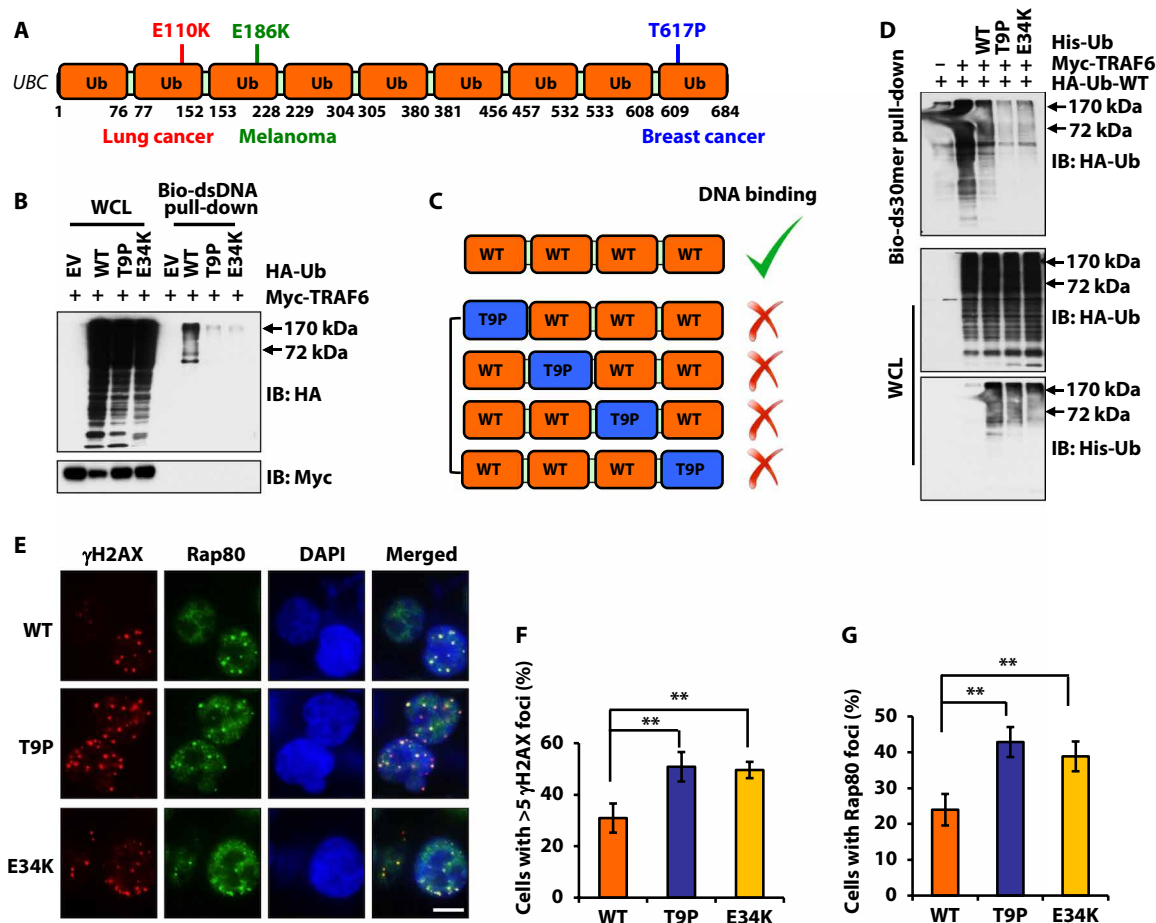 A
E110K E186K T617P
UBC Ub Ub Ub Ub Ub Ub Ub Ub Ub
1 76 77 152 153 228 229 304 305 380 381 456 457 532 533 608 609 684
Lung cancer Melanoma Breast cancer
B
WCL Bio-dsDNA pull-down
EV WT T9P E34K EV WT T9P E34K HA-Ub
+ + + + + + + + Myc-TRAF6
170 kDa
72 kDa
IB: HA
IB: Myc
C
DNA binding
WT WT WT WT
T9P WT WT WT
WT T9P WT WT
WT WT T9P WT
WT WT WT T9P
D
WT T9P E34K His-Ub
– + + + + Myc-TRAF6
+ + + + + HA-Ub-WT
Bio-ds30mer pull-down
170 kDa
72 kDa
IB: HA-Ub
WCL
170 kDa
72 kDa
IB: HA-Ub
170 kDa
72 kDa
IB: His-Ub
E
γH2AX Rap80 DAPI Merged
WT
T9P
E34K
F
Cells with >5 γH2AX foci (%)
**
**
60
40
20
0
WT T9P E34K
G
Cells with Rap80 foci (%)
**
**
50
40
30
20
10
0
WT T9P E34K